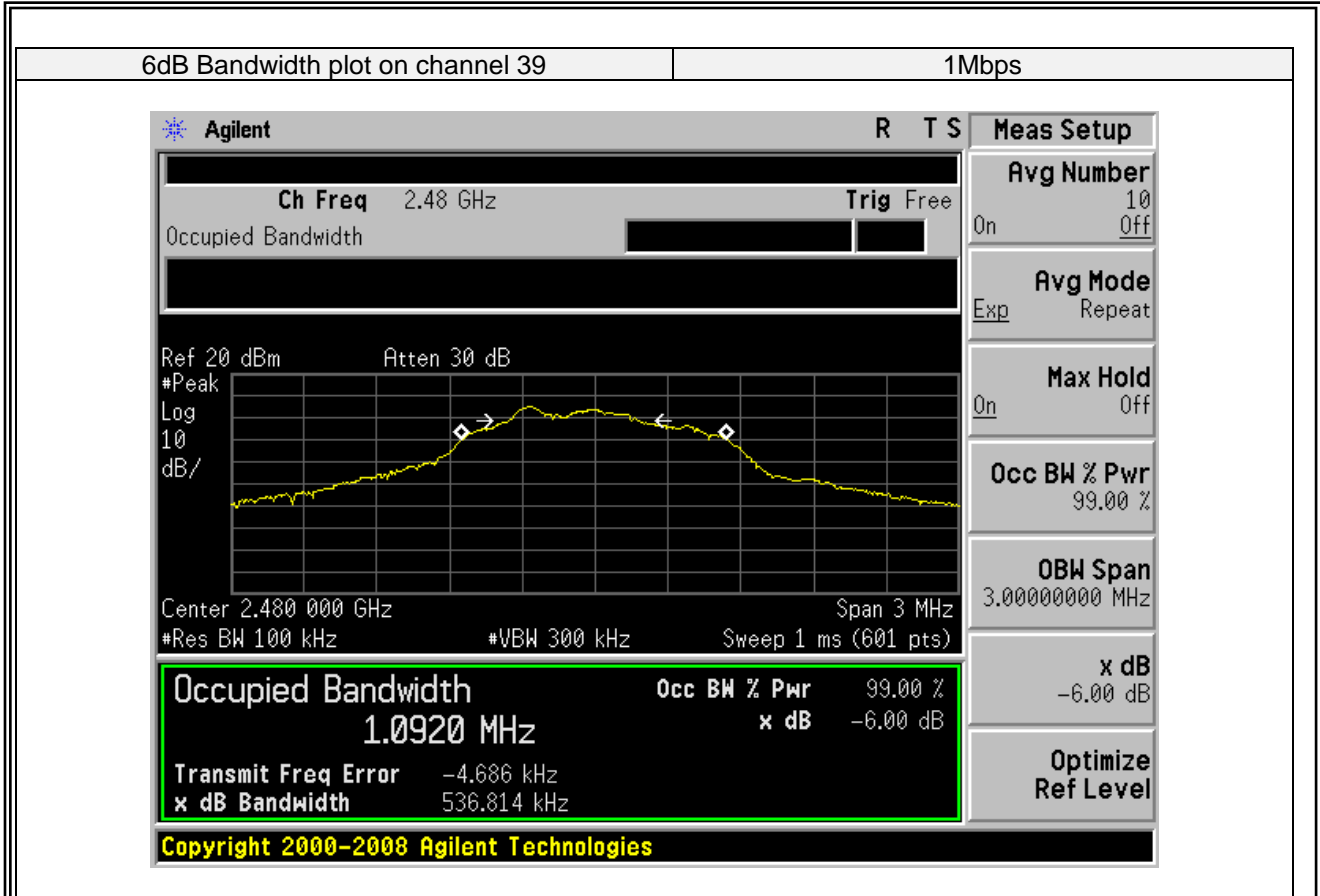 6dB Bandwidth plot on channel 39 1Mbps
Agilent R T S
Ch Freq 2.48 GHz Trig Free
Occupied Bandwidth
Ref 20 dBm Atten 30 dB
#Peak
Log
10
dB/
Center 2.480 000 GHz Span 3 MHz
#Res BW 100 kHz #VBW 300 kHz Sweep 1 ms (601 pts)
Occupied Bandwidth Occ BW % Pwr 99.00 %
1.0920 MHz x dB -6.00 dB
Transmit Freq Error -4.686 kHz
x dB Bandwidth 536.814 kHz
Copyright 2000-2008 Agilent Technologies
Meas Setup
Avg Number
10
On Off
Avg Mode
Exp Repeat
Max Hold
On Off
Occ BW % Pwr
99.00 %
OBW Span
3.00000000 MHz
x dB
-6.00 dB
Optimize
Ref Level